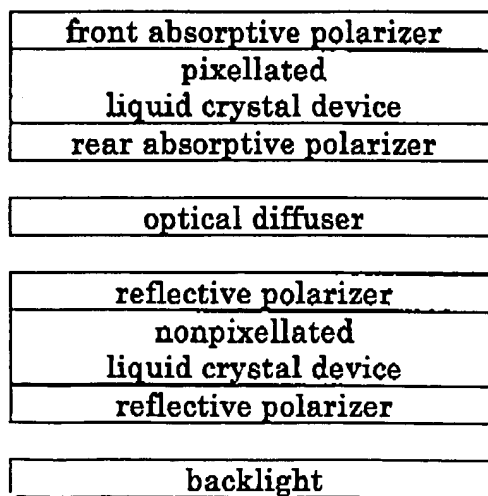 front absorptive polarizer
pixellated
liquid crystal device
rear absorptive polarizer
optical diffuser
reflective polarizer
nonpixellated
liquid crystal device
reflective polarizer
backlight